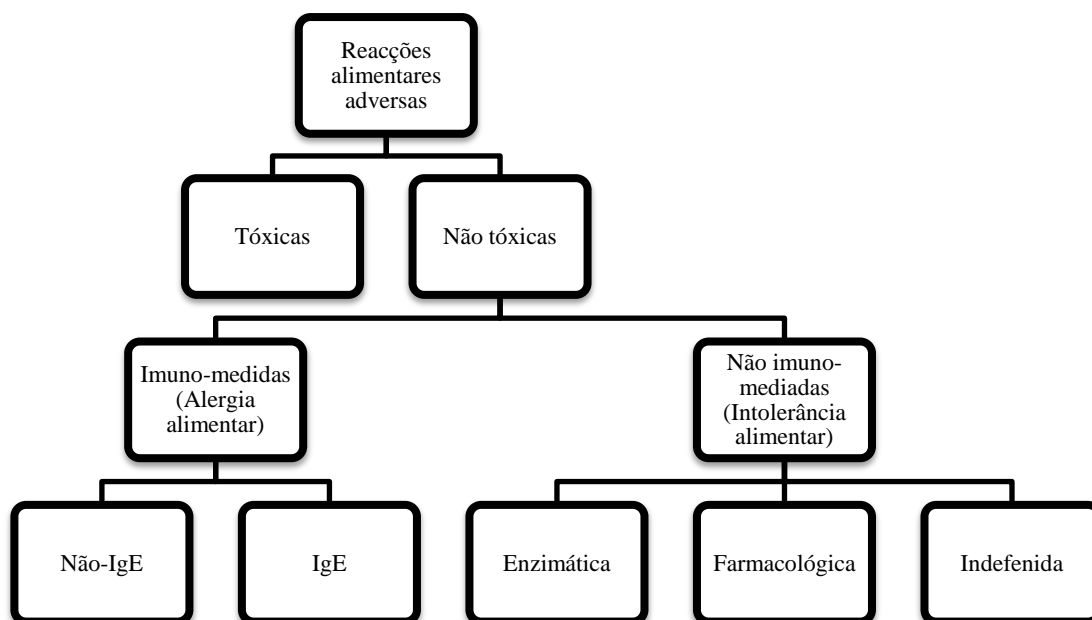 Reacções
alimentares
adversas
Tóxicas
Não tóxicas
Imuno-medidas
(Alergia
alimentar)
Não imuno-
mediadas
(Intolerância
alimentar)
Não-IgE
IgE
Enzimática
Farmacológica
Indefenida